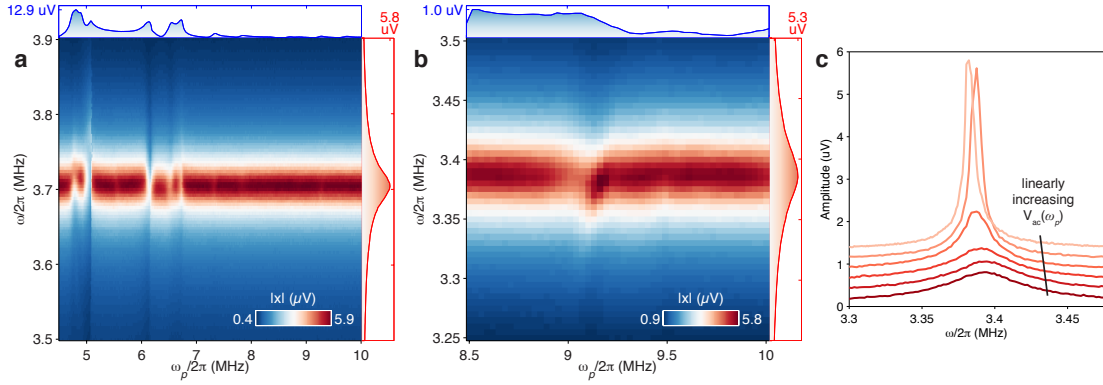 12.9 uV
5.8
uV
a
3.9
3.8
3.7
3.6
3.5
ω/2π (MHz)
|x| (μV)
0.4
5.9
5
6
7
8
9
10
ω_p/2π (MHz)
1.0 uV
5.3
uV
b
3.5
3.45
3.4
3.35
3.3
3.25
ω/2π (MHz)
|x| (μV)
0.9
5.8
8.5
9
9.5
10
ω_p/2π (MHz)
c
6
5
4
3
2
1
0
Amplitude (uV)
linearly
increasing
V_ac(ω_p)
3.3
3.35
3.4
3.45
ω/2π (MHz)